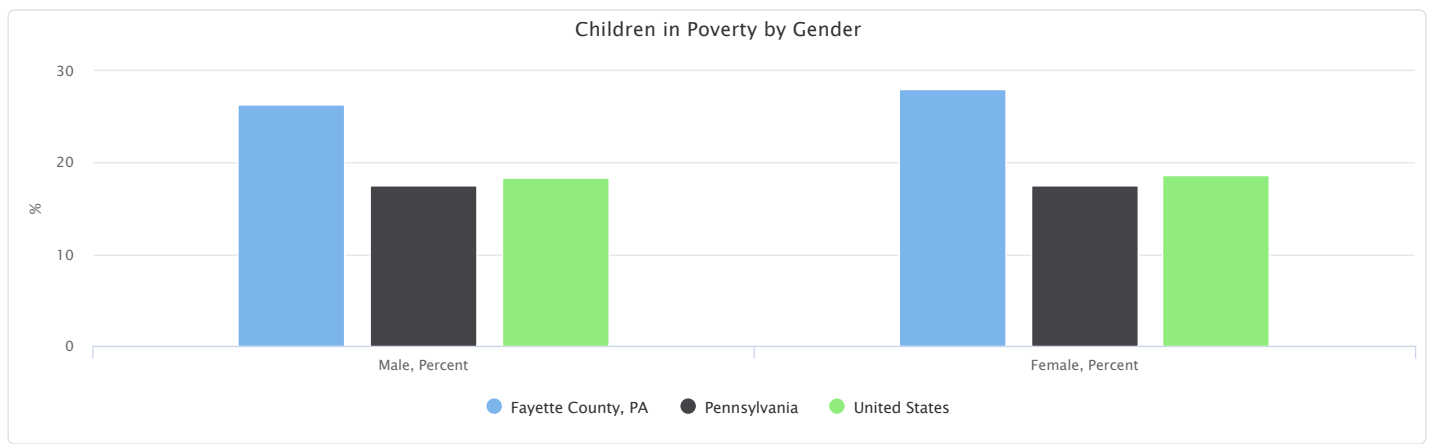 Children in Poverty by Gender
30
20
10
0
%
Male, Percent
Female, Percent
Fayette County, PA
Pennsylvania
United States